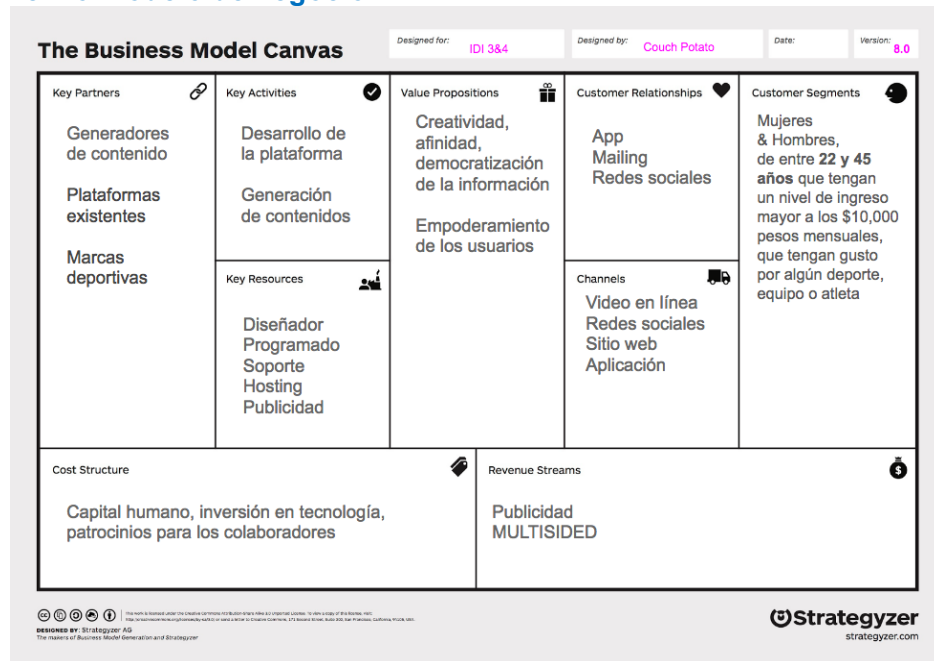 The Business Model Canvas
Designed for:
IDI 3&4
Designed by:
Couch Potato
Date:
Version:
8.0
Key Partners
Generadores
de contenido
Plataformas
existentes
Marcas
deportivas
Key Activities
Desarrollo de
la plataforma
Generación
de contenidos
Key Resources
Diseñador
Programado
Soporte
Hosting
Publicidad
Value Propositions
Creatividad,
afinidad,
democratización
de la información
Empoderamiento
de los usuarios
Customer Relationships
App
Mailing
Redes sociales
Channels
Video en línea
Redes sociales
Sitio web
Aplicación
Customer Segments
Mujeres
& Hombres,
de entre 22 y 45
años que tengan
un nivel de ingreso
mayor a los $10,000
pesos mensuales,
que tengan gusto
por algún deporte,
equipo o atleta
Cost Structure
Capital humano, inversión en tecnología,
patrocinios para los colaboradores
Revenue Streams
Publicidad
MULTISIDED
DESIGNED BY: Strategyzer AG
The makers of Business Model Generation and Strategyzer
Strategyzer
strategyzer.com